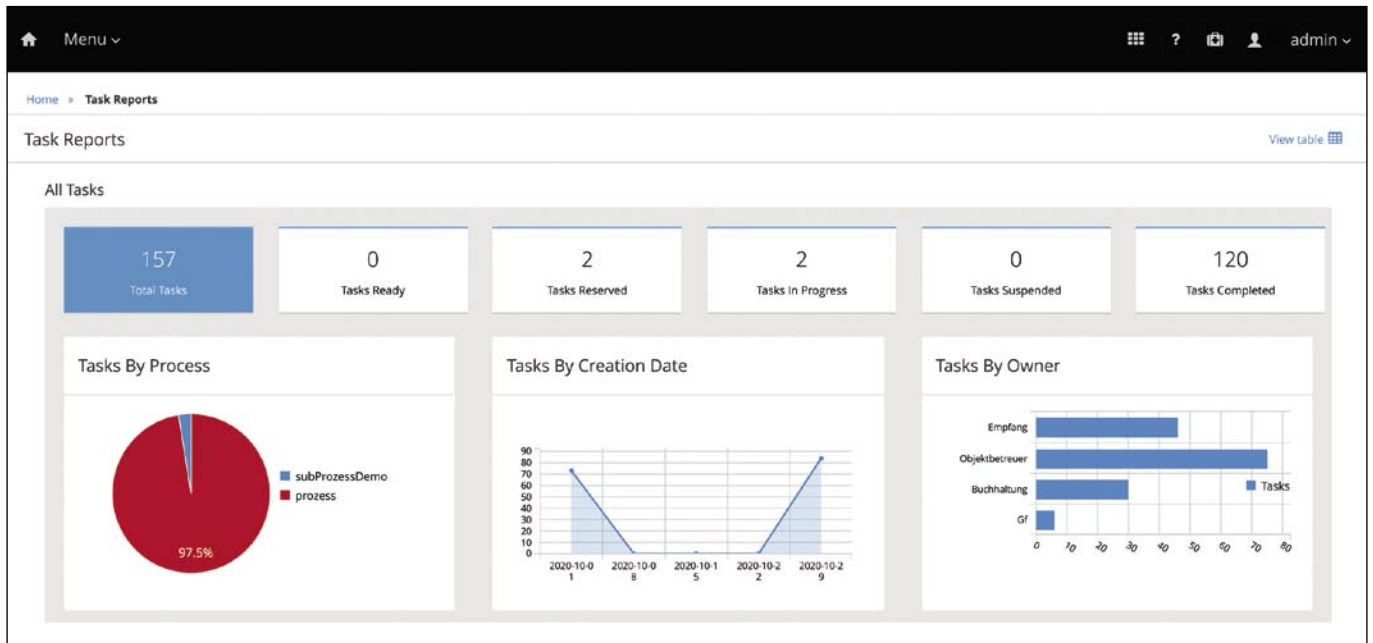 Menu
? admin
Home » Task Reports
Task Reports
View table
All Tasks
157
Total Tasks
0
Tasks Ready
2
Tasks Reserved
2
Tasks In Progress
0
Tasks Suspended
120
Tasks Completed
Tasks By Process
97.5%
subProzessDemo
prozess
Tasks By Creation Date
90
80
70
60
50
40
30
20
10
0
2020-10-0
1
2020-10-0
8
2020-10-1
5
2020-10-2
2
2020-10-2
9
Tasks By Owner
Empfang
Objektbetreuer
Buchhaltung
Gf
0 10 20 30 40 50 60 70 80
Tasks